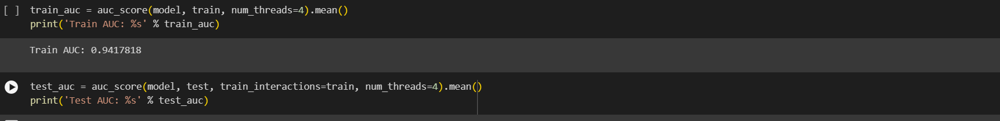 [ ] train_auc = auc_score(model, train, num_threads=4).mean()
print('Train AUC: %s' % train_auc)
Train AUC: 0.9417818
test_auc = auc_score(model, test, train_interactions=train, num_threads=4).mean()
print('Test AUC: %s' % test_auc)